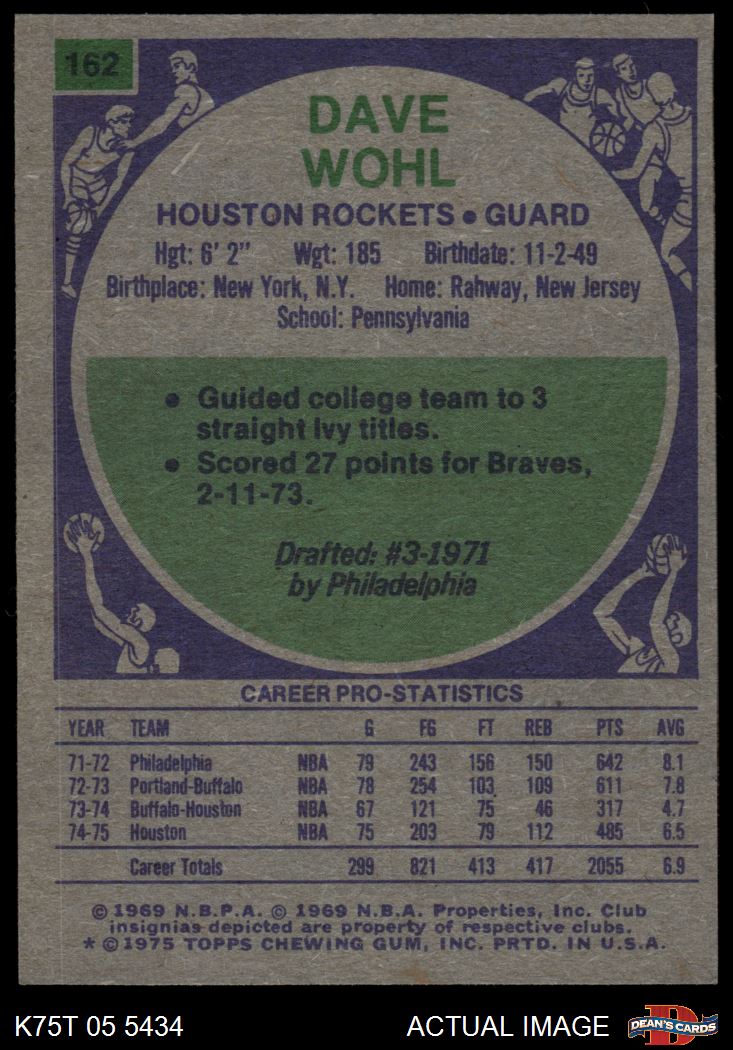 162
DAVE
WOHL
HOUSTON ROCKETS • GUARD
Hgt: 6' 2" Wgt: 185 Birthdate: 11-2-49
Birthplace: New York, N.Y. Home: Rahway, New Jersey
School: Pennsylvania
• Guided college team to 3
straight Ivy titles.
• Scored 27 points for Braves,
2-11-73.
Drafted: #3-1971
by Philadelphia
CAREER PRO-STATISTICS
YEAR TEAM G FG FT REB PTS AVG
71-72 Philadelphia NBA 79 243 156 150 642 8.1
72-73 Portland-Buffalo NBA 78 254 103 109 611 7.8
73-74 Buffalo-Houston NBA 67 121 75 46 317 4.7
74-75 Houston NBA 75 203 79 112 485 6.5
Career Totals 299 821 413 417 2055 6.9
© 1969 N.B.P.A. © 1969 N.B.A. Properties, Inc. Club
insignias depicted are property of respective clubs.
* © 1975 TOPPS CHEWING GUM, INC. PRTD. IN U.S.A.
K75T 05 5434 ACTUAL IMAGE D DEAN'S CARDS